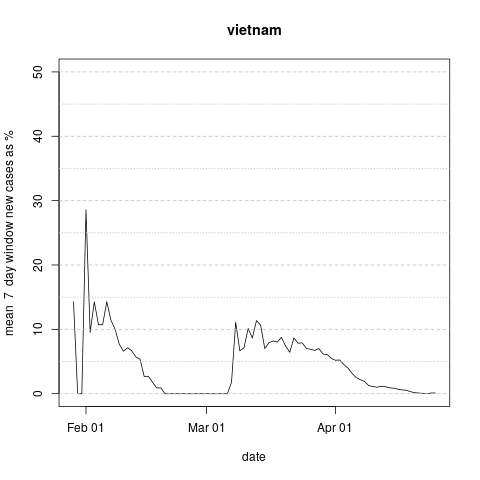 vietnam
mean 7 day window new cases as %
50
40
30
20
10
0
Feb 01
Mar 01
Apr 01
date